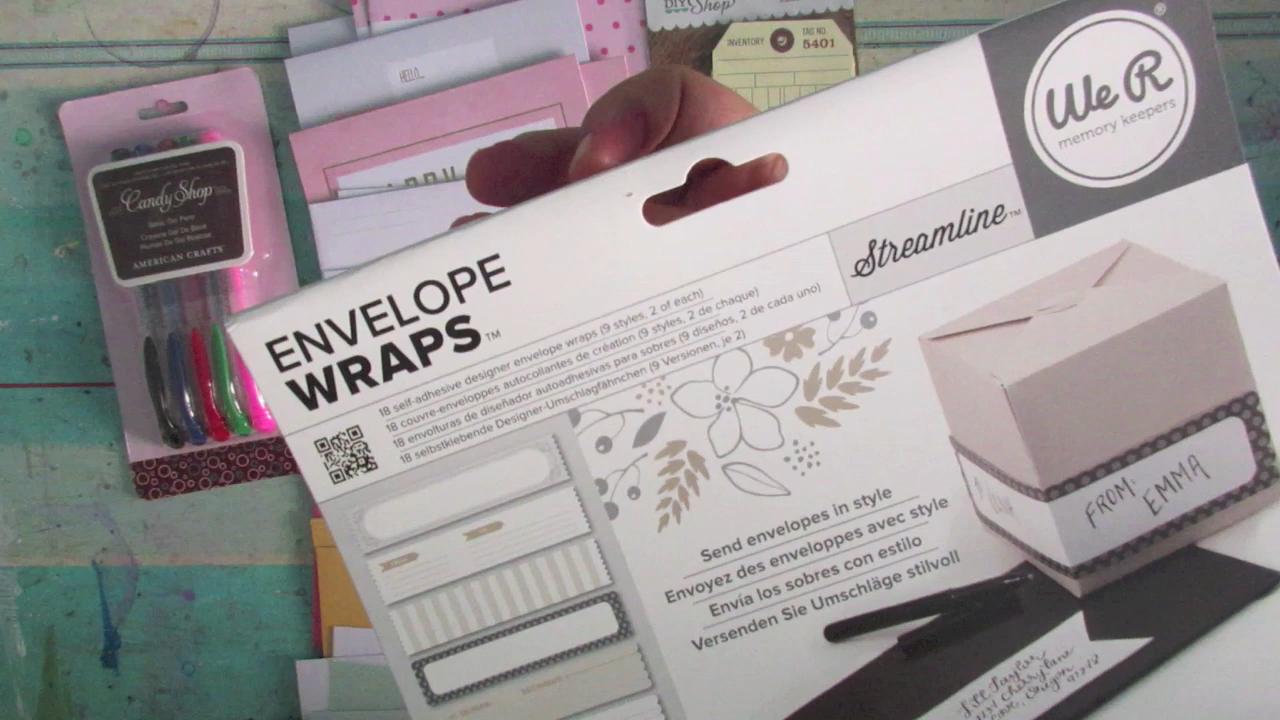 DIY Shop
INVENTORY TAG NO.
5401
HELLO
Candy Shop
AMERICAN CRAFTS
We R
memory keepers
®
Streamline™
ENVELOPE
WRAPS™
18 self-adhesive designer envelope wraps (9 styles, 2 of each)
18 couvre-enveloppes autocollantes de création (9 styles, 2 de chaque)
18 envolturas de diseñador autoadhesivas para sobres (9 diseños, 2 de cada uno)
18 selbstklebende Designer-Umschlagfähnchen (9 Versionen, je 2)
Send envelopes in style
Envoyez des enveloppes avec style
Envía los sobres con estilo
Versenden Sie Umschläge stilvoll
FROM:
EMMA